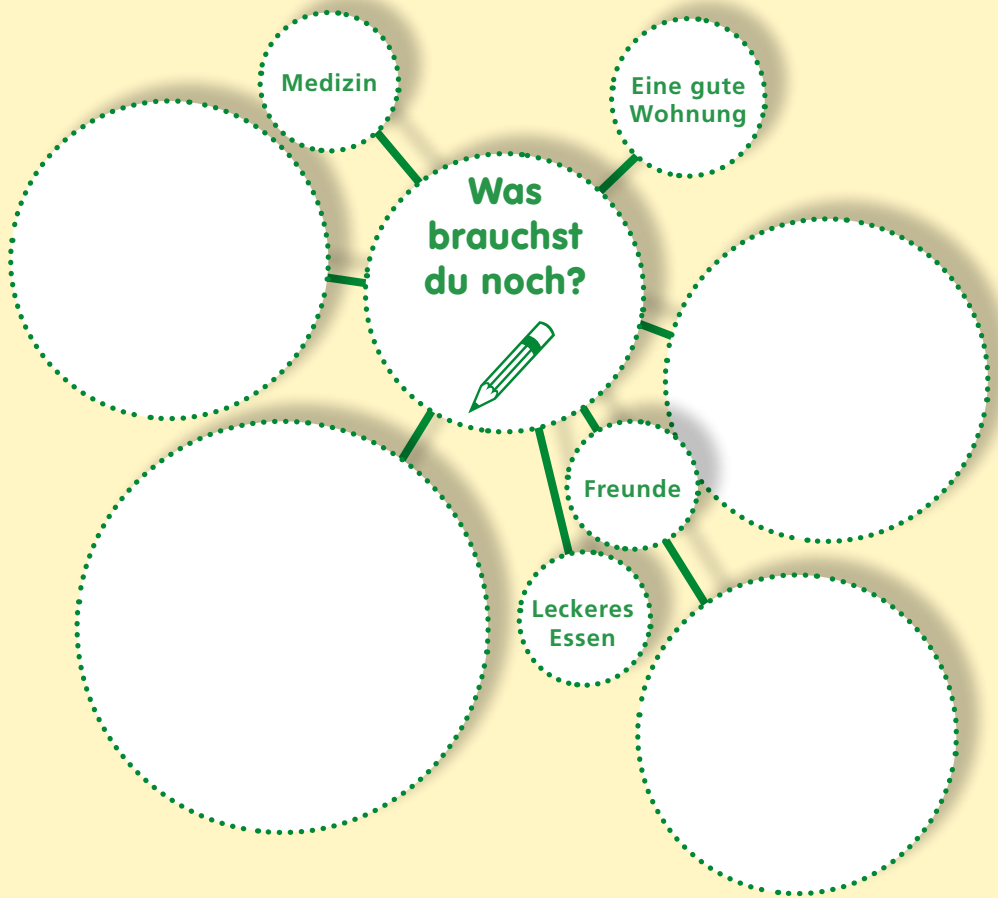 Medizin
Eine gute
Wohnung
Was
brauchst
du noch?
Freunde
Leckeres
Essen